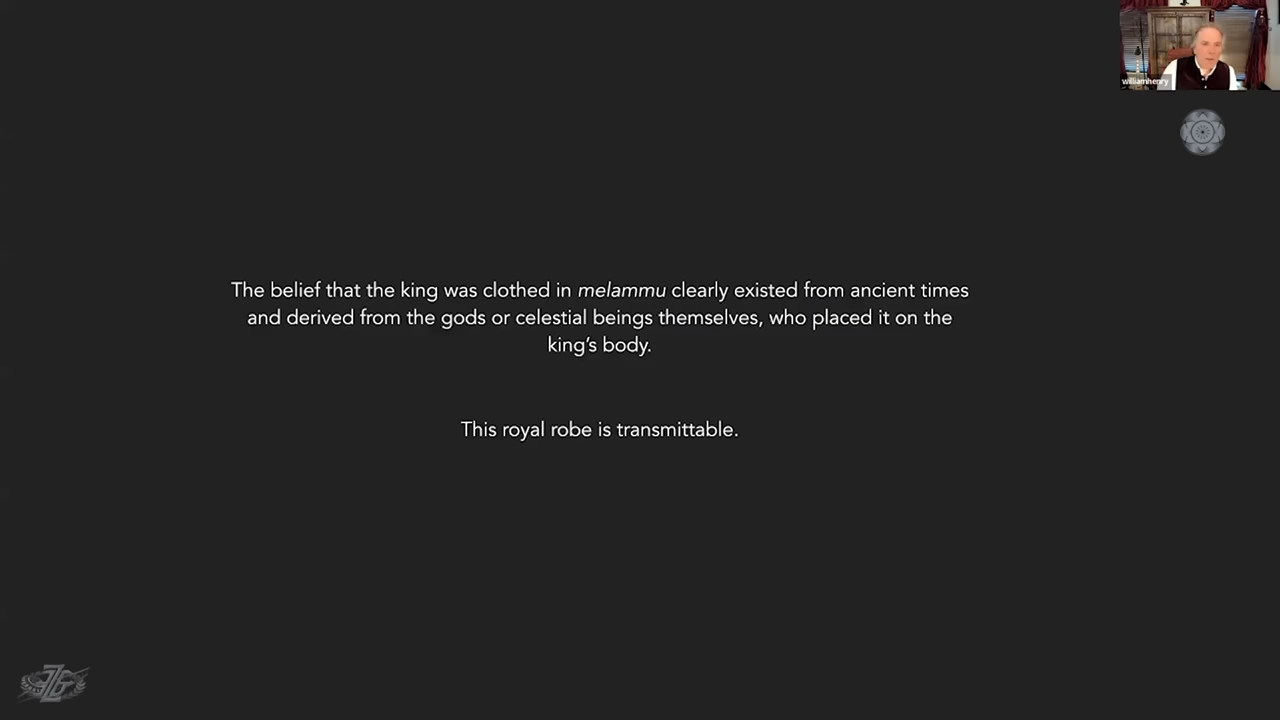 williamhenry
The belief that the king was clothed in melammu clearly existed from ancient times
and derived from the gods or celestial beings themselves, who placed it on the
king's body.
This royal robe is transmittable.